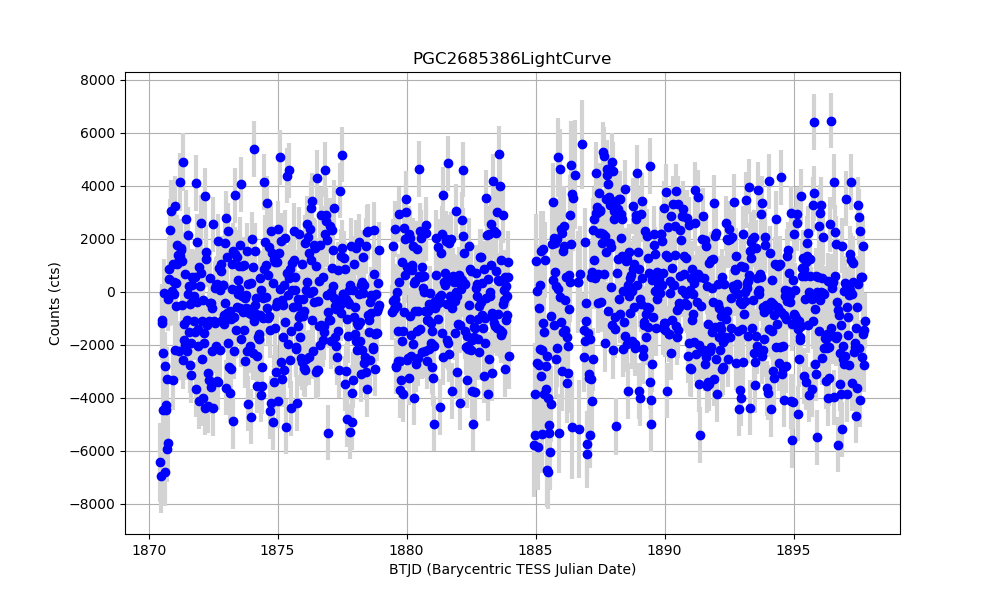 PGC2685386LightCurve
8000
6000
4000
2000
0
−2000
−4000
−6000
−8000
Counts (cts)
1870 1875 1880 1885 1890 1895
BTJD (Barycentric TESS Julian Date)